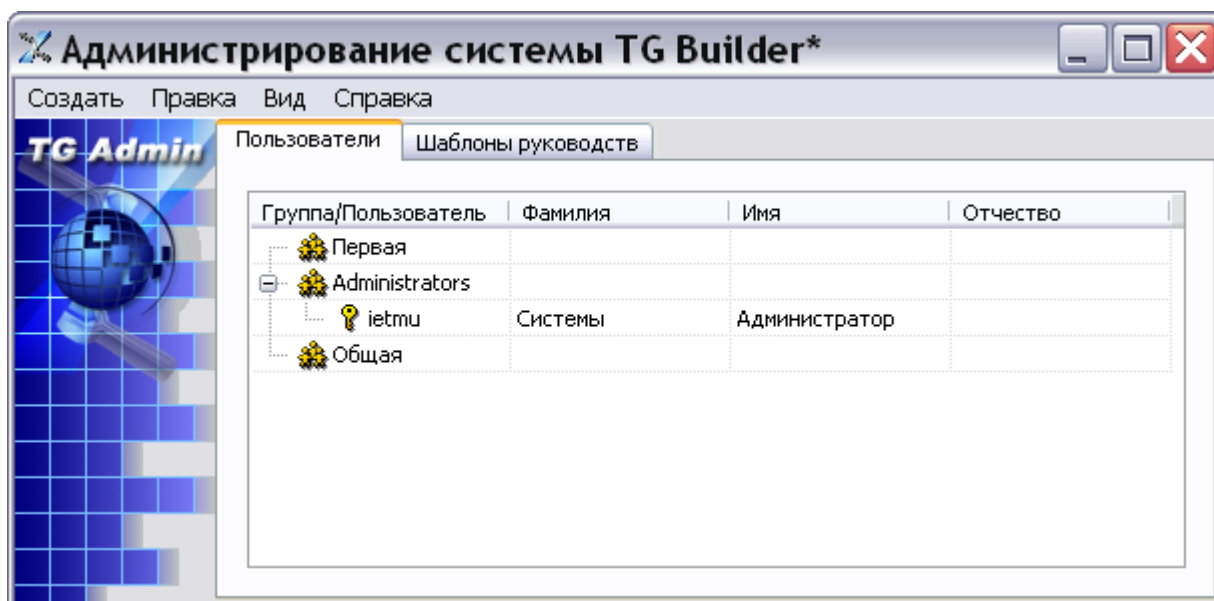 Администрирование системы TG Builder*
Создать Правка Вид Справка
TG Admin
Пользователи Шаблоны руководств
Группа/Пользователь Фамилия Имя Отчество
Первая
Administrators
ietmu Системы Администратор
Общая